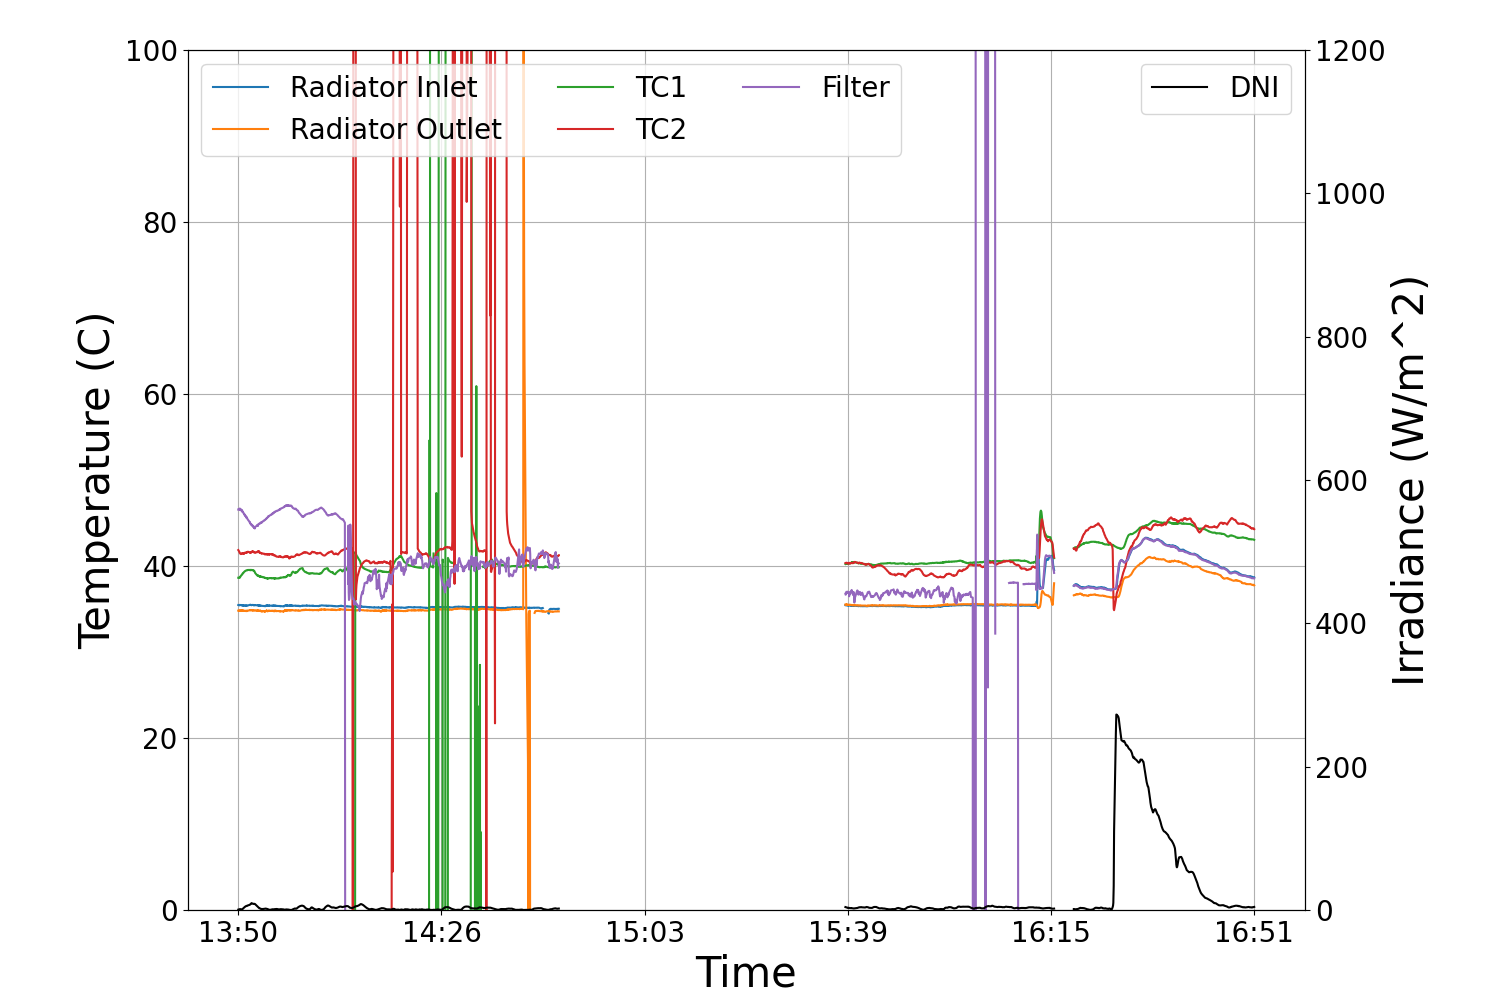 100
80
60
40
20
0
Temperature (C)
Radiator Inlet
Radiator Outlet
TC1
TC2
Filter
DNI
1200
1000
800
600
400
200
0
Irradiance (W/m^2)
13:50 14:26 15:03 15:39 16:15 16:51
Time